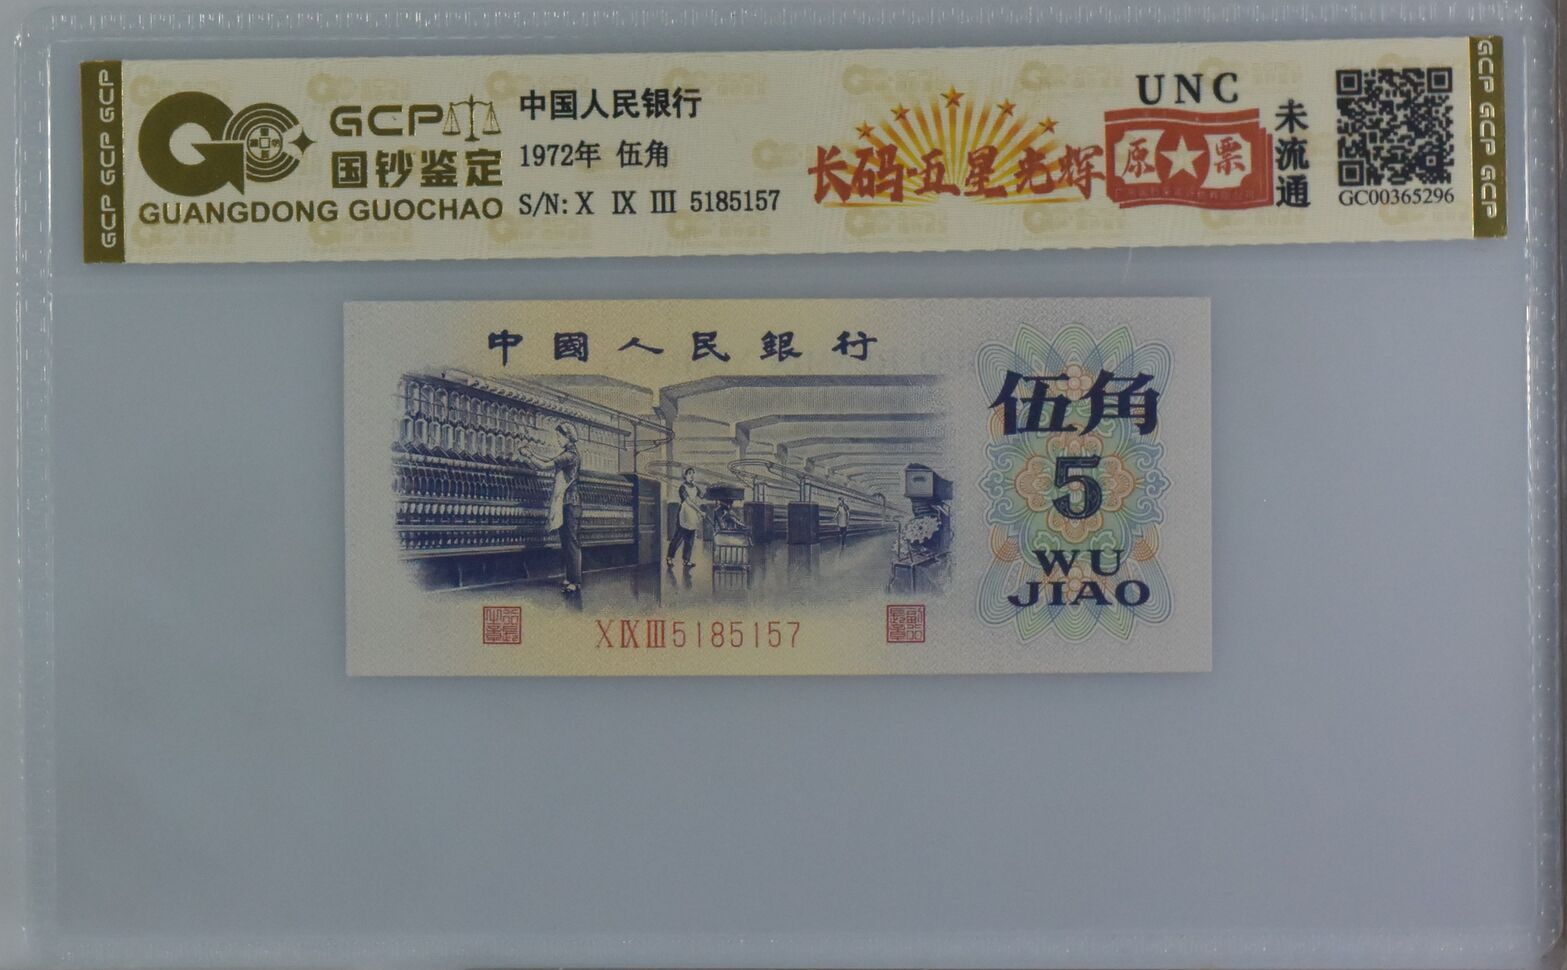 GCP GCP GCP
GCP
国钞鉴定
GUANGDONG GUOCHAO
中国人民银行
1972年 伍角
S/N: X IX III 5185157
长码-五星光辉
UNC
原票
未流通
GC00365296
GCP GCP GCP
中國人民銀行
伍角
5
WU
JIAO
X IX III 5185157